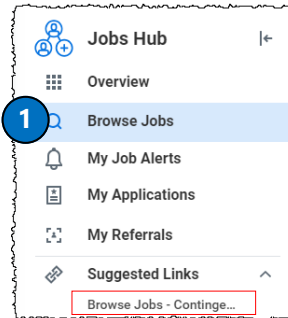 Jobs Hub
Overview
1
Browse Jobs
My Job Alerts
My Applications
My Referrals
Suggested Links
Browse Jobs - Continge...